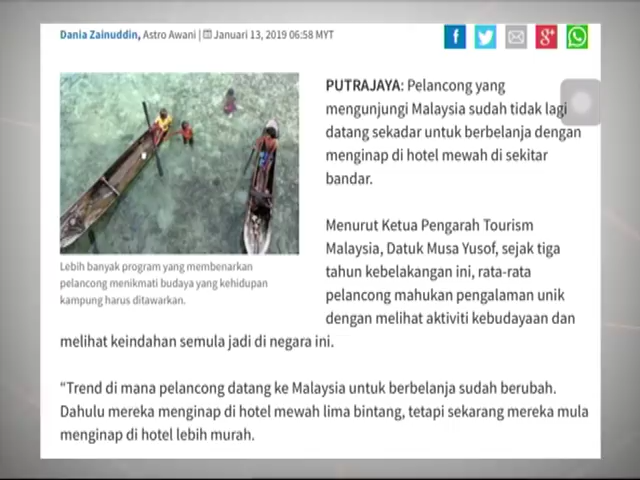 Dania Zainuddin, Astro Awani | Januari 13, 2019 06:58 MYT
PUTRAJAYA: Pelancong yang
mengunjungi Malaysia sudah tidak lagi
datang sekadar untuk berbelanja dengan
menginap di hotel mewah di sekitar
bandar.
Menurut Ketua Pengarah Tourism
Malaysia, Datuk Musa Yusof, sejak tiga
tahun kebelakangan ini, rata-rata
pelancong mahukan pengalaman unik
dengan melihat aktiviti kebudayaan dan
melihat keindahan semula jadi di negara ini.
Lebih banyak program yang membenarkan
pelancong menikmati budaya yang kehidupan
kampung harus ditawarkan.
“Trend di mana pelancong datang ke Malaysia untuk berbelanja sudah berubah.
Dahulu mereka menginap di hotel mewah lima bintang, tetapi sekarang mereka mula
menginap di hotel lebih murah.